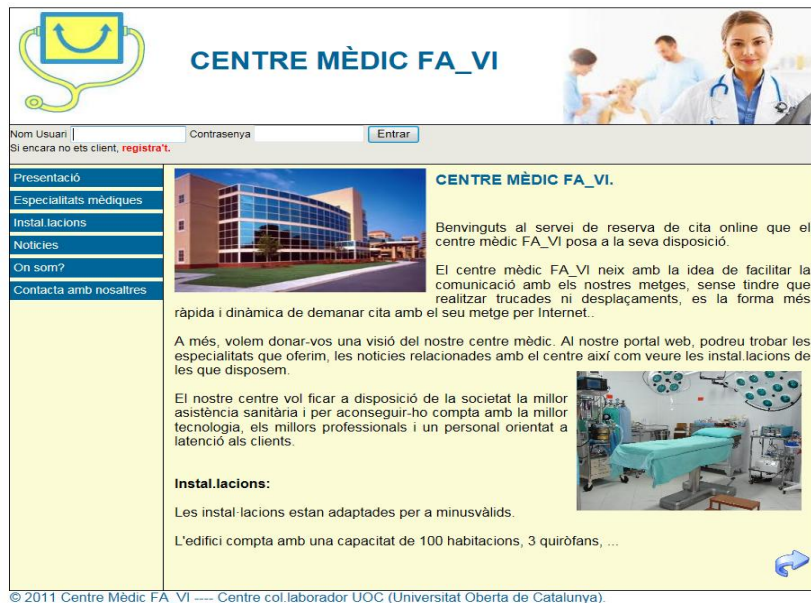 CENTRE MÈDIC FA_VI
Nom Usuari Contrasenya Entrar
Si encara no ets client, registra't.
Presentació
Especialitats mèdiques
Instal.lacions
Noticies
On som?
Contacta amb nosaltres
CENTRE MÈDIC FA_VI.
Benvinguts al servei de reserva de cita online que el
centre mèdic FA_VI posa a la seva disposició.
El centre mèdic FA_VI neix amb la idea de facilitar la
comunicació amb els nostres metges, sense tindre que
realitzar trucades ni desplaçaments, es la forma més
ràpida i dinàmica de demanar cita amb el seu metge per Internet..
A més, volem donar-vos una visió del nostre centre mèdic. Al nostre portal web, podreu trobar les
especialitats que oferim, les noticies relacionades amb el centre així com veure les instal.lacions de
les que disposem.
El nostre centre vol ficar a disposició de la societat la millor
asistència sanitària i per aconseguir-ho compta amb la millor
tecnologia, els millors professionals i un personal orientat a
latenció als clients.
Instal.lacions:
Les instal·lacions estan adaptades per a minusvàlids.
L'edifici compta amb una capacitat de 100 habitacions, 3 quiròfans, ...
© 2011 Centre Mèdic FA_VI ---- Centre col.laborador UOC (Universitat Oberta de Catalunya).